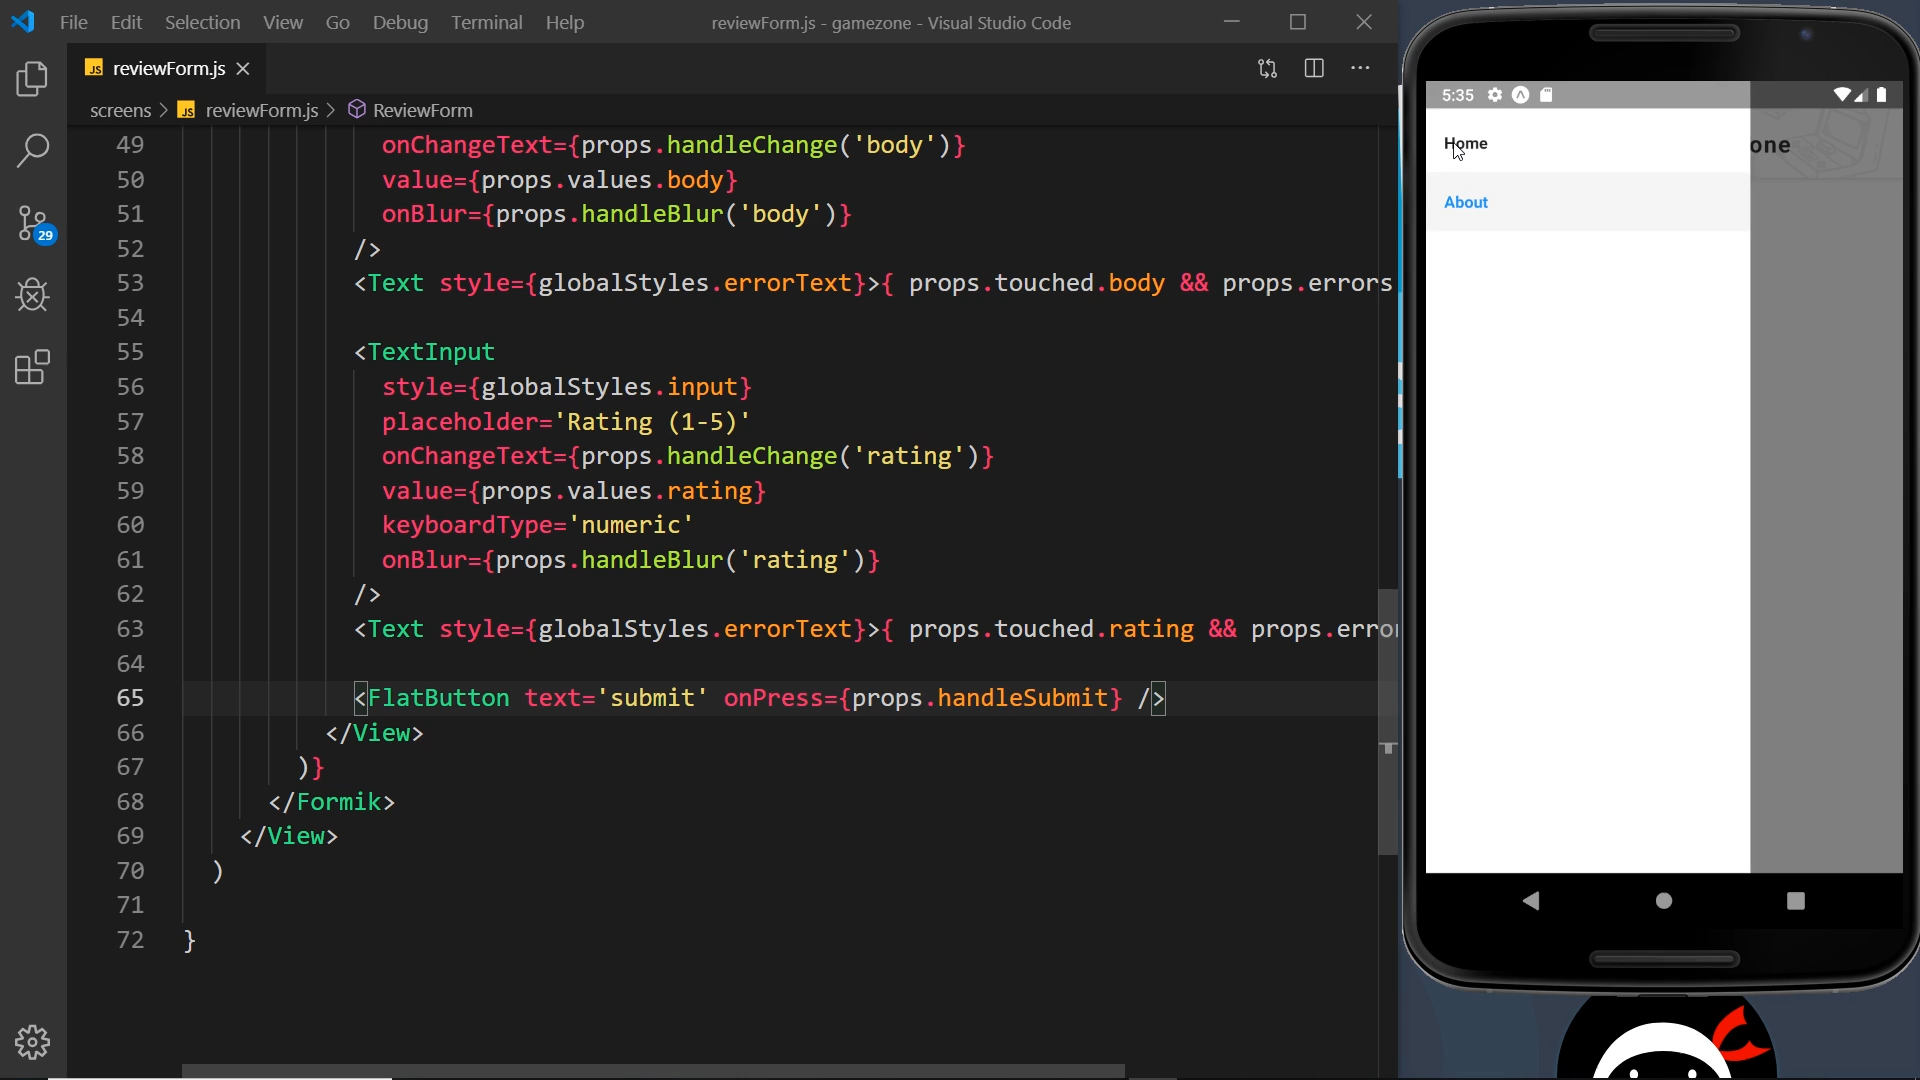 File Edit Selection View Go Debug Terminal Help
reviewForm.js - gamezone - Visual Studio Code
JS reviewForm.js
screens > JS reviewForm.js > ReviewForm
49 onChangeText={props.handleChange('body')}
50 value={props.values.body}
51 onBlur={props.handleBlur('body')}
52 />
53 <Text style={globalStyles.errorText}>{ props.touched.body && props.errors
54
55 <TextInput
56 style={globalStyles.input}
57 placeholder='Rating (1-5)'
58 onChangeText={props.handleChange('rating')}
59 value={props.values.rating}
60 keyboardType='numeric'
61 onBlur={props.handleBlur('rating')}
62 />
63 <Text style={globalStyles.errorText}>{ props.touched.rating && props.erro
64
65 <FlatButton text='submit' onPress={props.handleSubmit} />
66 </View>
67 )}
68 </Formik>
69 </View>
70 )
71
72 }
29
5:35
Home
one
About